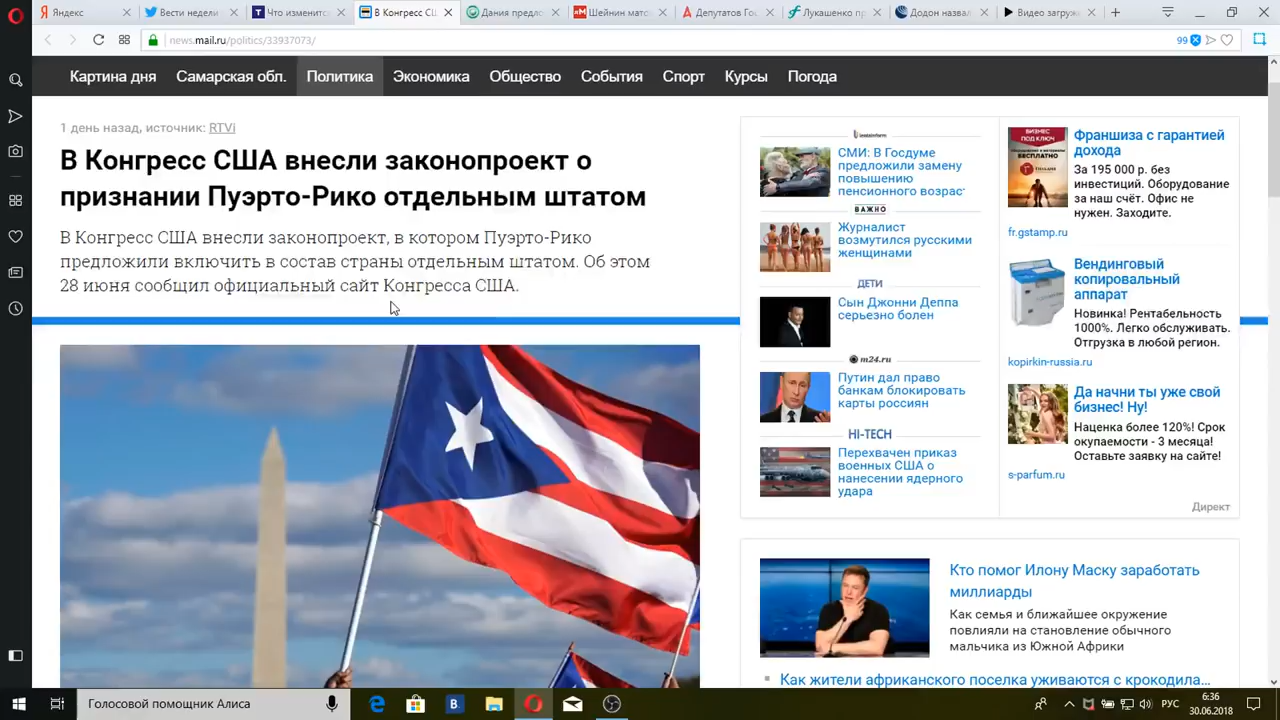 Яндекс
Вести недели
Что изменитс
В Конгресс С
Дания предло
Шейнин мато
Депутатов Го
Лукашенко пр
Додон назвал
Видео загруж
news.mail.ru/politics/33937073/
99
Картина дня
Самарская обл.
Политика
Экономика
Общество
События
Спорт
Курсы
Погода
1 день назад, источник: RTVi
В Конгресс США внесли законопроект о
признании Пуэрто-Рико отдельным штатом
В Конгресс США внесли законопроект, в котором Пуэрто-Рико
предложили включить в состав страны отдельным штатом. Об этом
28 июня сообщил официальный сайт Конгресса США.
СМИ: В Госдуме
предложили замену
повышению
пенсионного возрас
ВАЖНО
Журналист
возмутился русскими
женщинами
ДЕТИ
Сын Джонни Деппа
серьезно болен
m24.ru
Путин дал право
банкам блокировать
карты россиян
HI-TECH
Перехвачен приказ
военных США о
нанесении ядерного
удара
БИЗНЕС
ПОД КЛЮЧ
БЕСПЛАТНО
Франшиза с гарантией
дохода
За 195 000 р. без
инвестиций. Оборудование
за наш счёт. Офис не
нужен. Заходите.
fr.gstamp.ru
Вендинговый
копировальный
аппарат
Новинка! Рентабельность
1000%. Легко обслуживать.
Отгрузка в любой регион.
kopirkin-russia.ru
Да начни ты уже свой
бизнес! Ну!
Наценка более 120%! Срок
окупаемости - 3 месяца!
Оставьте заявку на сайте!
s-parfum.ru
Директ
Кто помог Илону Маску заработать
миллиарды
Как семья и ближайшее окружение
повлияли на становление обычного
мальчика из Южной Африки
Как жители африканского поселка уживаются с крокодила...
Голосовой помощник Алиса
РУС
6:36
30.06.2018